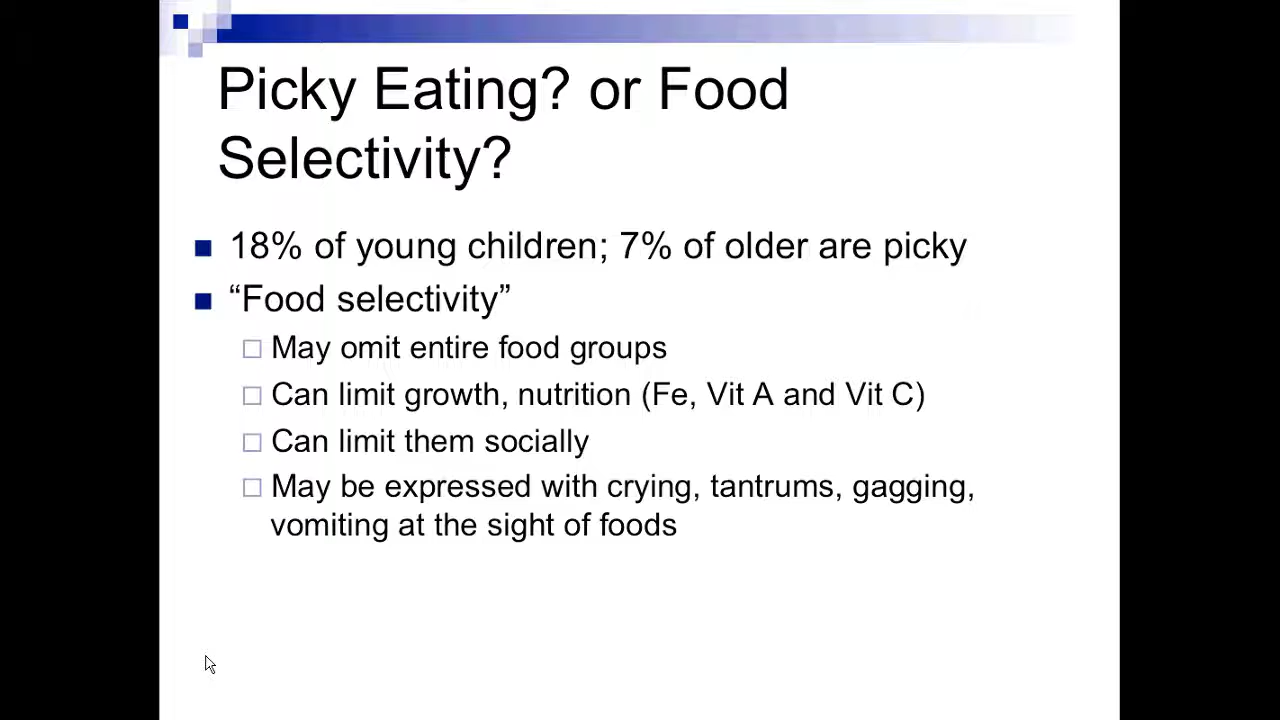 Picky Eating? or Food
Selectivity?
18% of young children; 7% of older are picky
“Food selectivity”
May omit entire food groups
Can limit growth, nutrition (Fe, Vit A and Vit C)
Can limit them socially
May be expressed with crying, tantrums, gagging,
vomiting at the sight of foods